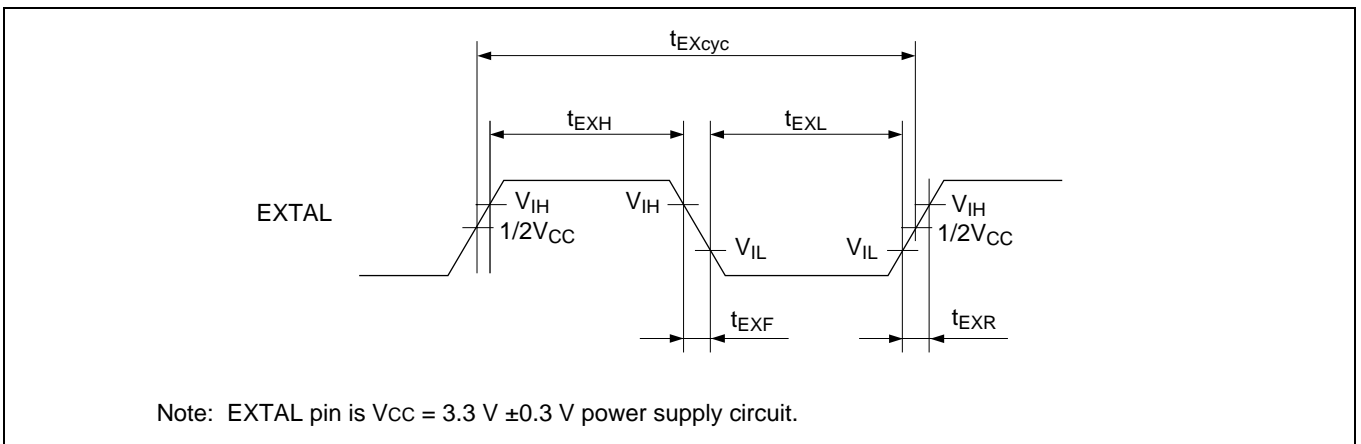 tEXcyc
tEXH
tEXL
EXTAL
VIH
VIH
VIH
1/2VCC
1/2VCC
VIL
VIL
tEXF
tEXR
Note: EXTAL pin is VCC = 3.3 V ±0.3 V power supply circuit.